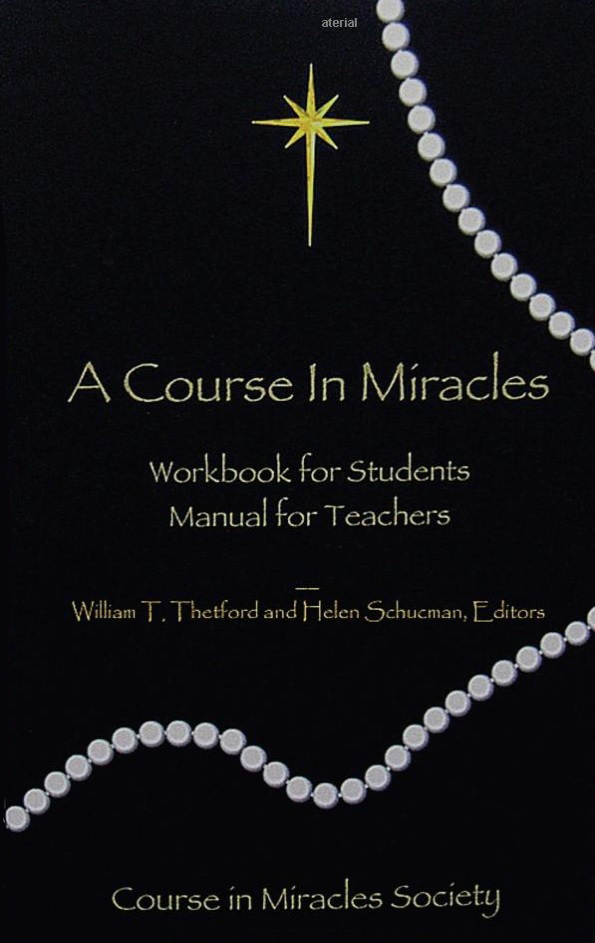 aterial
A Course In Miracles
Workbook for Students
Manual for Teachers
William T. Thetford and Helen Schucman, Editors
Course in Miracles Society